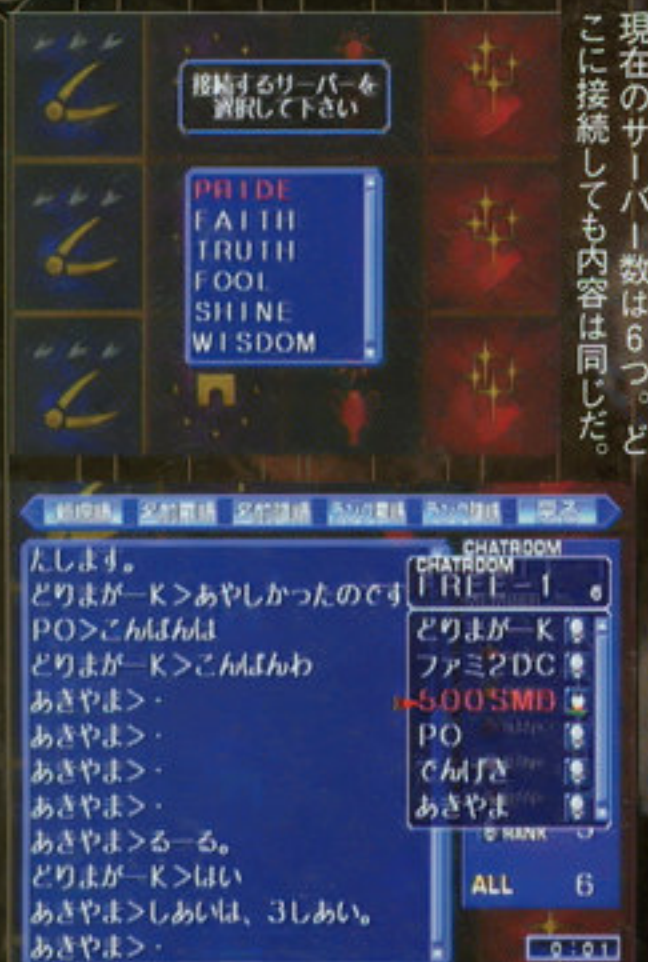 現在のサーバー数は6つ。ど
こに接続しても内容は同じだ。
接続するサーバーを
選択して下さい
PRIDE
FAITH
TRUTH
FOOL
SHINE
WISDOM
戻る
たします。
どりまがーK>あやしかったのです
PO>こんばんは
どりまがーK>こんばんわ
あきやま>・
あきやま>・
あきやま>・
あきやま>・
あきやま>るーる。
どりまがーK>はい
あきやま>しあいは、3しあい。
あきやま>・
CHATROOM
CHATROOM
FREE-1 6
どりまがーK
ファミ2DC
500SMD
PO
でんげき
あきやま
RANK
ALL 6
0:01